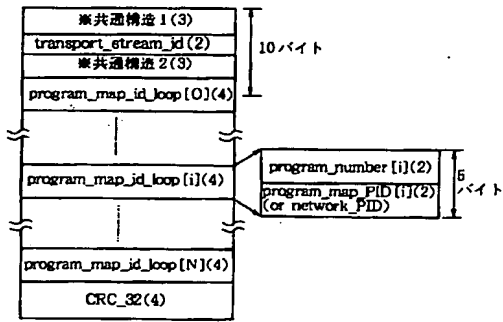 ※共通構造1(3)
transport_stream_id(2)
※共通構造2(3)
program_map_id_loop[0](4)
10バイト
program_map_id_loop[i](4)
program_number[i](2)
program_map_PID[i](2)
(or network_PID)
5
バイト
program_map_id_loop[N](4)
CRC_32(4)